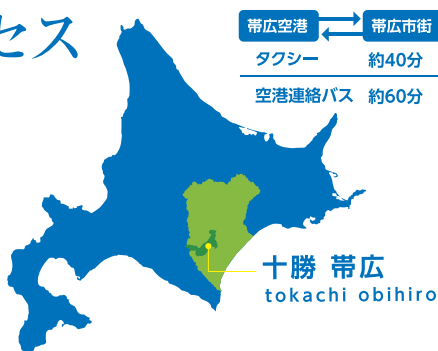 セス
帯広空港 帯広市街
タクシー 約40分
空港連絡バス 約60分
十勝 帯広
tokachi obihiro